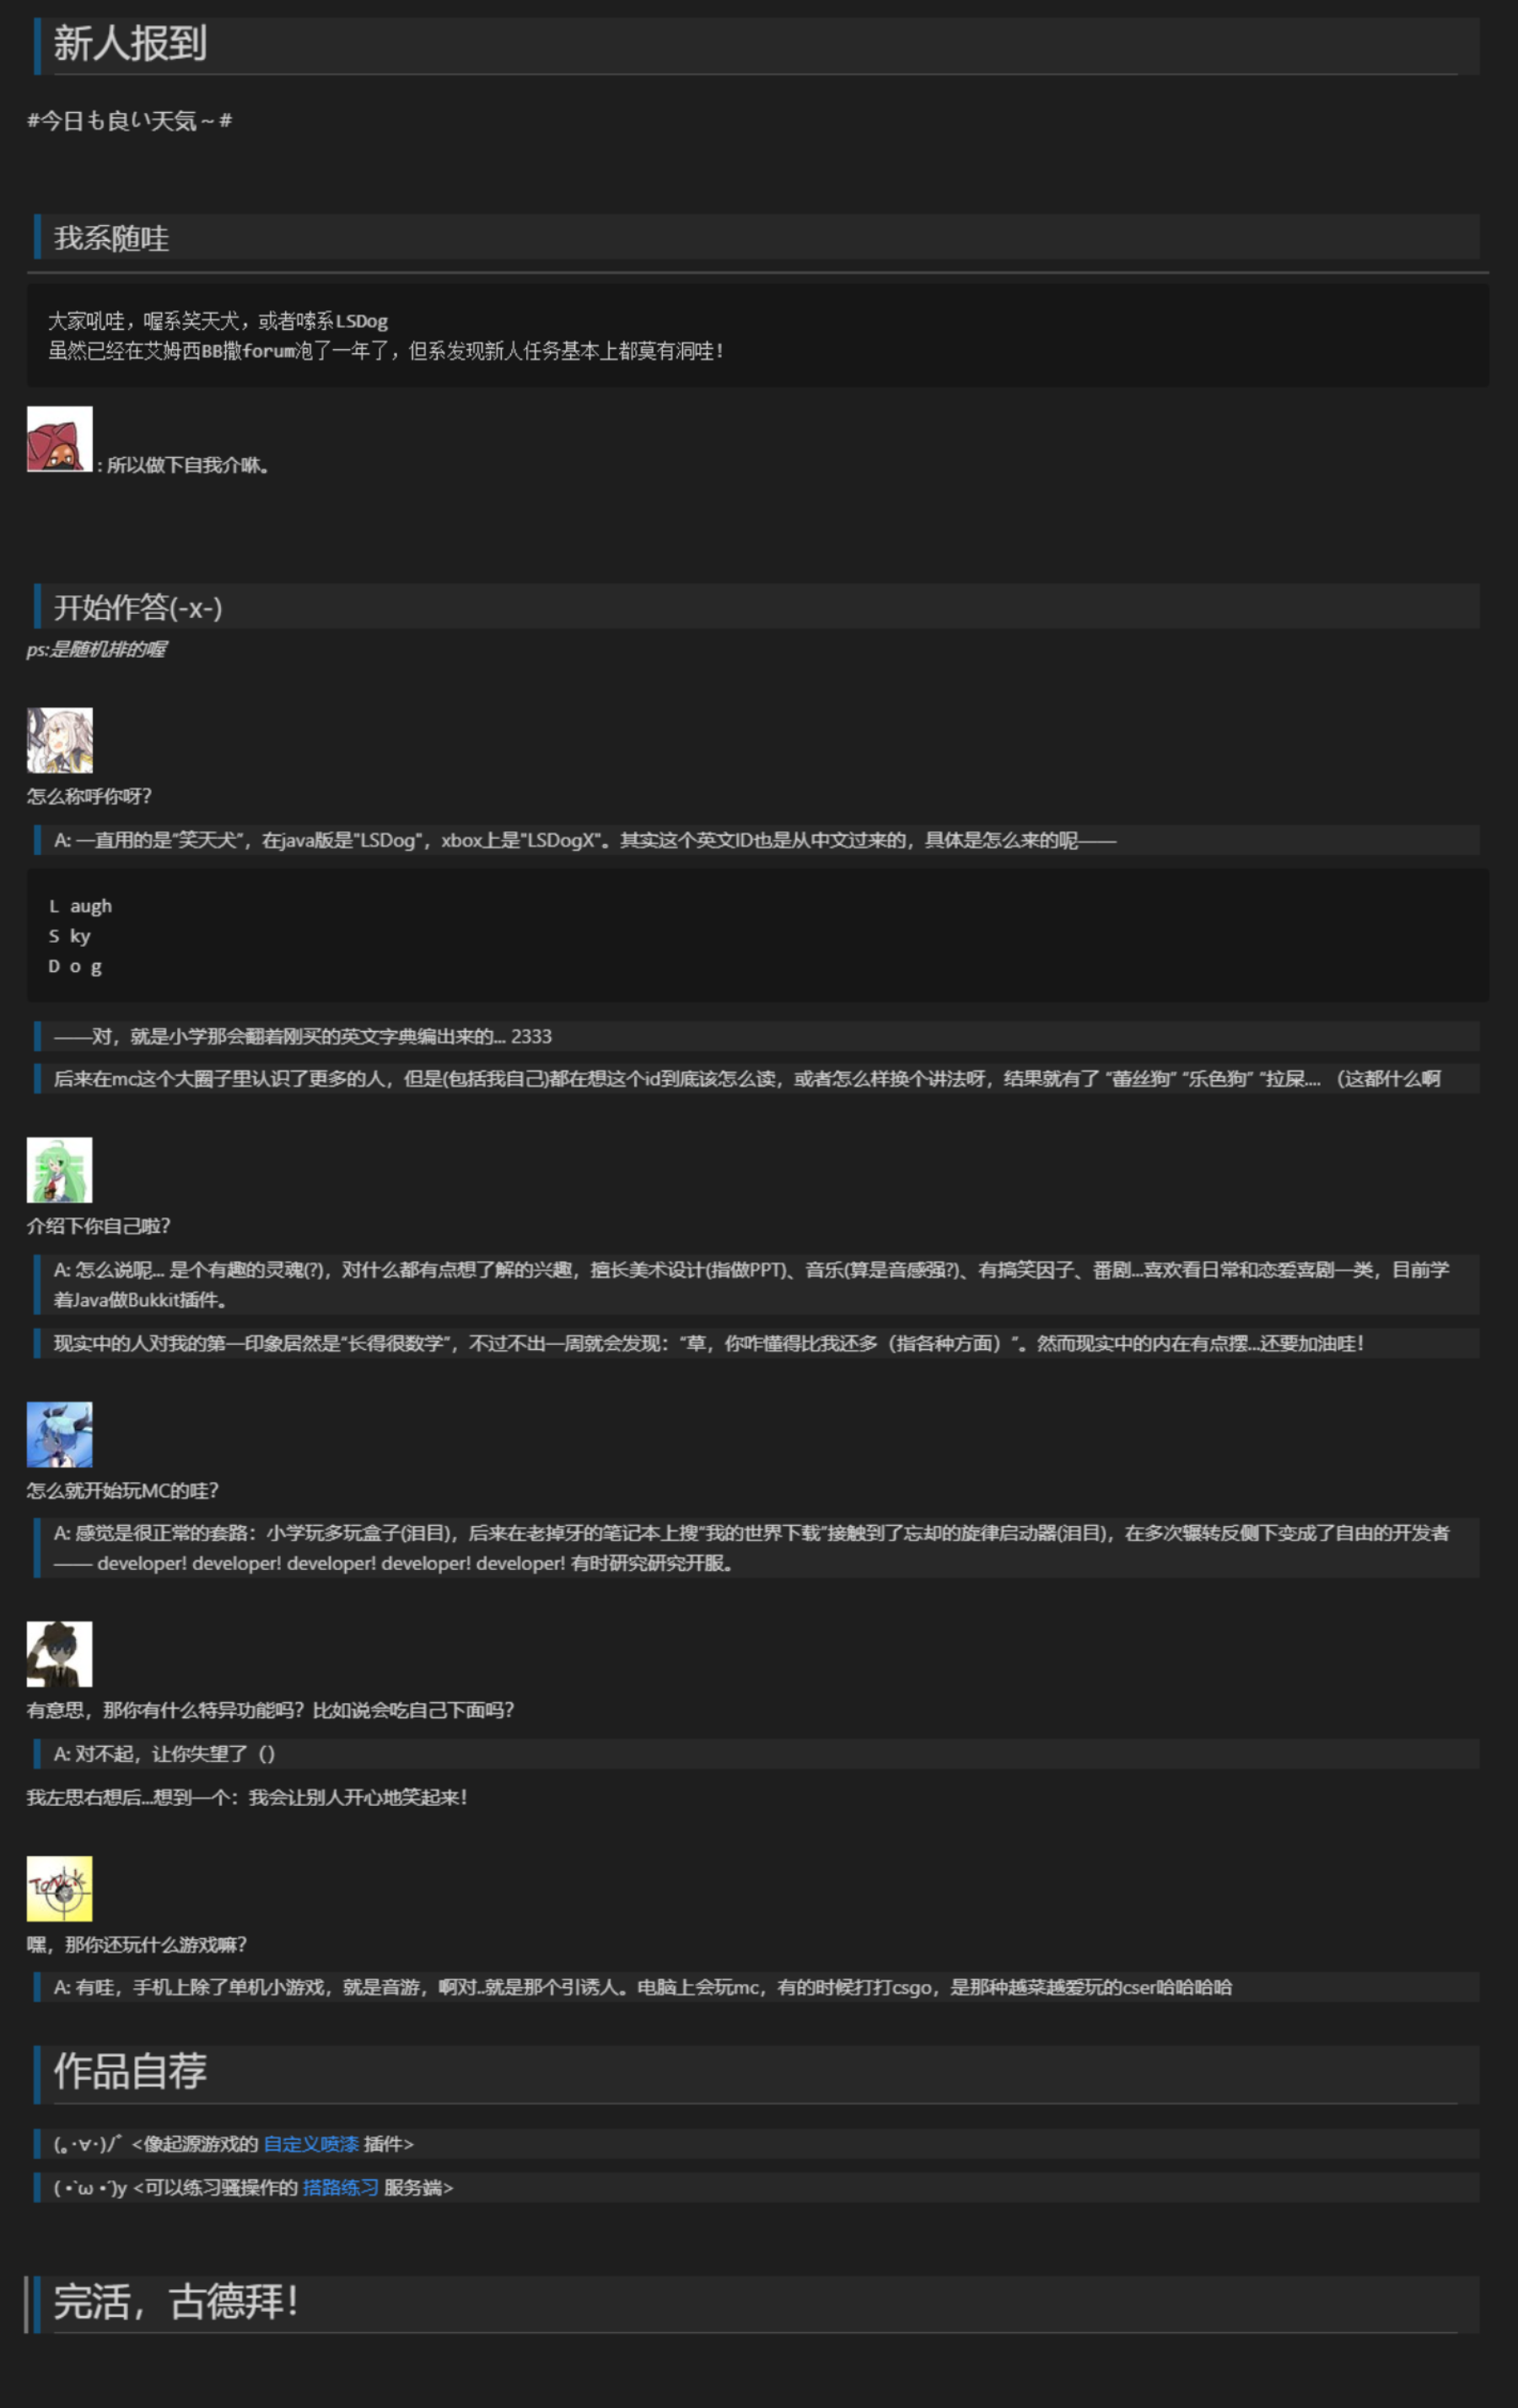 新人报到
#今日も良い天気～#
我系随哇
大家吼哇，喔系笑天犬，或者嗦系LSDog
虽然已经在艾姆西BB撒forum泡了一年了，但系发现新人任务基本上都莫有洞哇！
: 所以做下自我介咻。
开始作答(-x-)
ps:是随机排的喔
怎么称呼你呀？
A: 一直用的是“笑天犬”，在java版是"LSDog"，xbox上是"LSDogX"。其实这个英文ID也是从中文过来的，具体是怎么来的呢——
L augh
S ky
D o g
——对，就是小学那会翻着刚买的英文字典编出来的... 2333
后来在mc这个大圈子里认识了更多的人，但是(包括我自己)都在想这个id到底该怎么读，或者怎么样换个讲法呀，结果就有了 “蕾丝狗” “乐色狗” “拉屎.... （这都什么啊
介绍下你自己啦？
A: 怎么说呢... 是个有趣的灵魂(?)，对什么都有点想了解的兴趣，擅长美术设计(指做PPT)、音乐(算是音感强?)、有搞笑因子、番剧...喜欢看日常和恋爱喜剧一类，目前学
着Java做Bukkit插件。
现实中的人对我的第一印象居然是“长得很数学”，不过不出一周就会发现：“草，你咋懂得比我还多（指各种方面）”。然而现实中的内在有点摆...还要加油哇！
怎么就开始玩MC的哇？
A: 感觉是很正常的套路：小学玩多玩盒子(泪目)，后来在老掉牙的笔记本上搜“我的世界下载”接触到了忘却的旋律启动器(泪目)，在多次辗转反侧下变成了自由的开发者
—— developer! developer! developer! developer! developer! 有时研究研究开服。
有意思，那你有什么特异功能吗？比如说会吃自己下面吗？
A: 对不起，让你失望了（）
我左思右想后...想到一个：我会让别人开心地笑起来！
TONiCK
嘿，那你还玩什么游戏嘛？
A: 有哇，手机上除了单机小游戏，就是音游，啊对..就是那个引诱人。电脑上会玩mc，有的时候打打csgo，是那种越菜越爱玩的cser哈哈哈哈
作品自荐
(｡･∀･)ﾉﾞ <像起源游戏的 自定义喷漆 插件>
( •̀ ω •́ )y <可以练习骚操作的 搭路练习 服务端>
完活，古德拜！